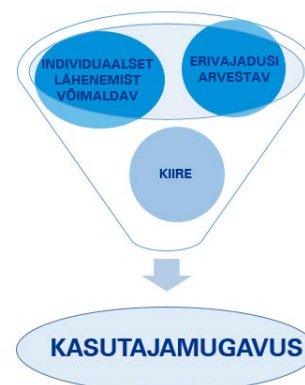 INDIVIDUAALSET
LÄHENEMIST
VÕIMALDAV
ERIVAJADUSI
ARVESTAV
KIIRE
KASUTAJAMUGAVUS